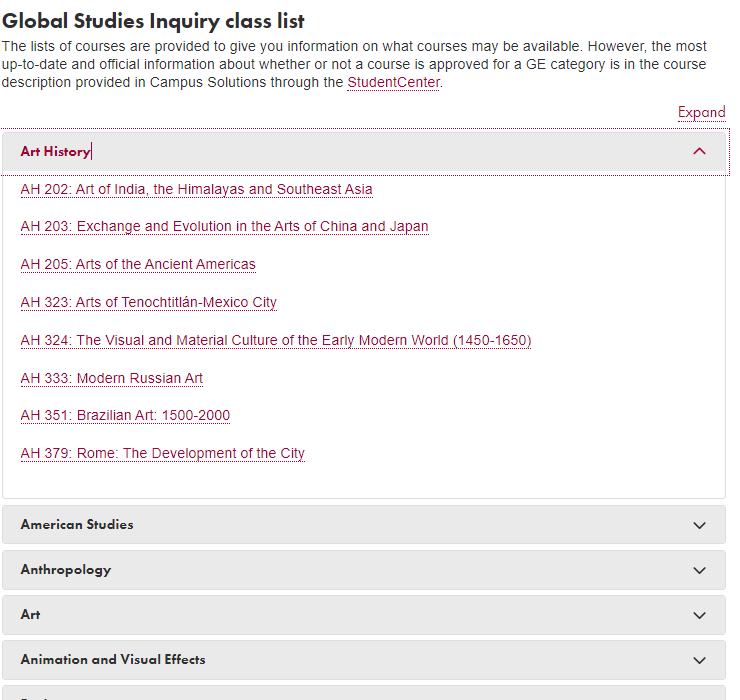 Global Studies Inquiry class list
The lists of courses are provided to give you information on what courses may be available. However, the most
up-to-date and official information about whether or not a course is approved for a GE category is in the course
description provided in Campus Solutions through the StudentCenter.
Expand
Art History
AH 202: Art of India, the Himalayas and Southeast Asia
AH 203: Exchange and Evolution in the Arts of China and Japan
AH 205: Arts of the Ancient Americas
AH 323: Arts of Tenochtitlán-Mexico City
AH 324: The Visual and Material Culture of the Early Modern World (1450-1650)
AH 333: Modern Russian Art
AH 351: Brazilian Art: 1500-2000
AH 379: Rome: The Development of the City
American Studies
Anthropology
Art
Animation and Visual Effects